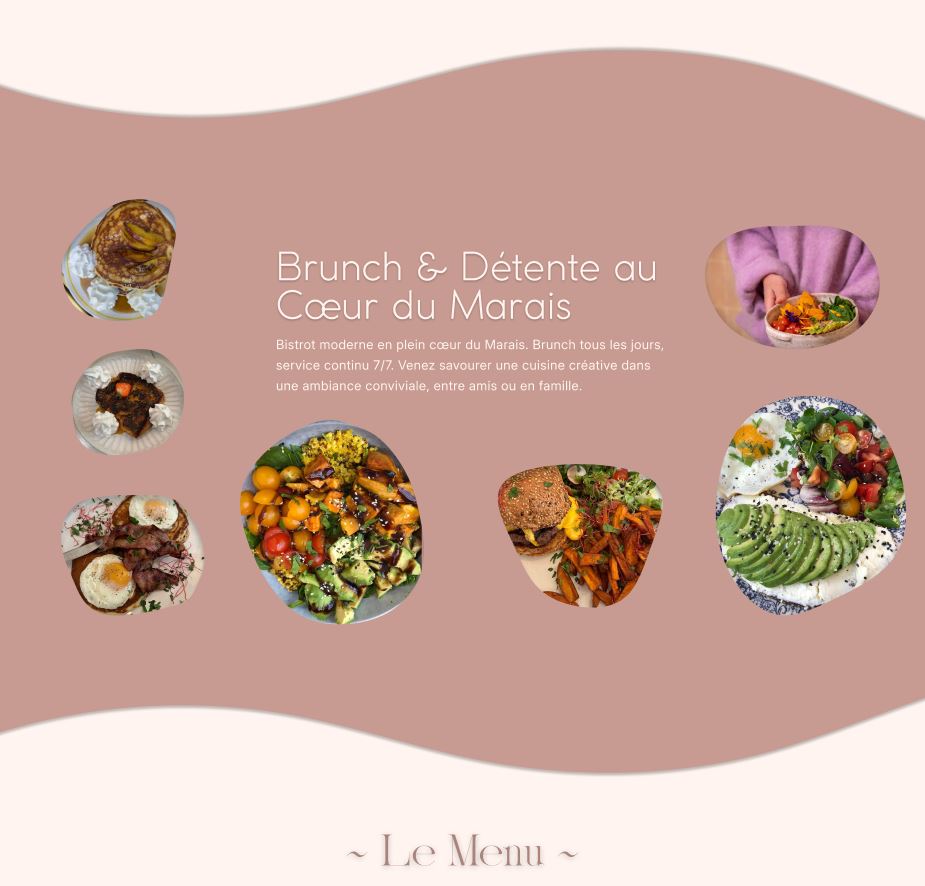 Brunch & Détente au
Cœur du Marais
Bistrot moderne en plein cœur du Marais. Brunch tous les jours,
service continu 7/7. Venez savourer une cuisine créative dans
une ambiance conviviale, entre amis ou en famille.
~ Le Menu ~